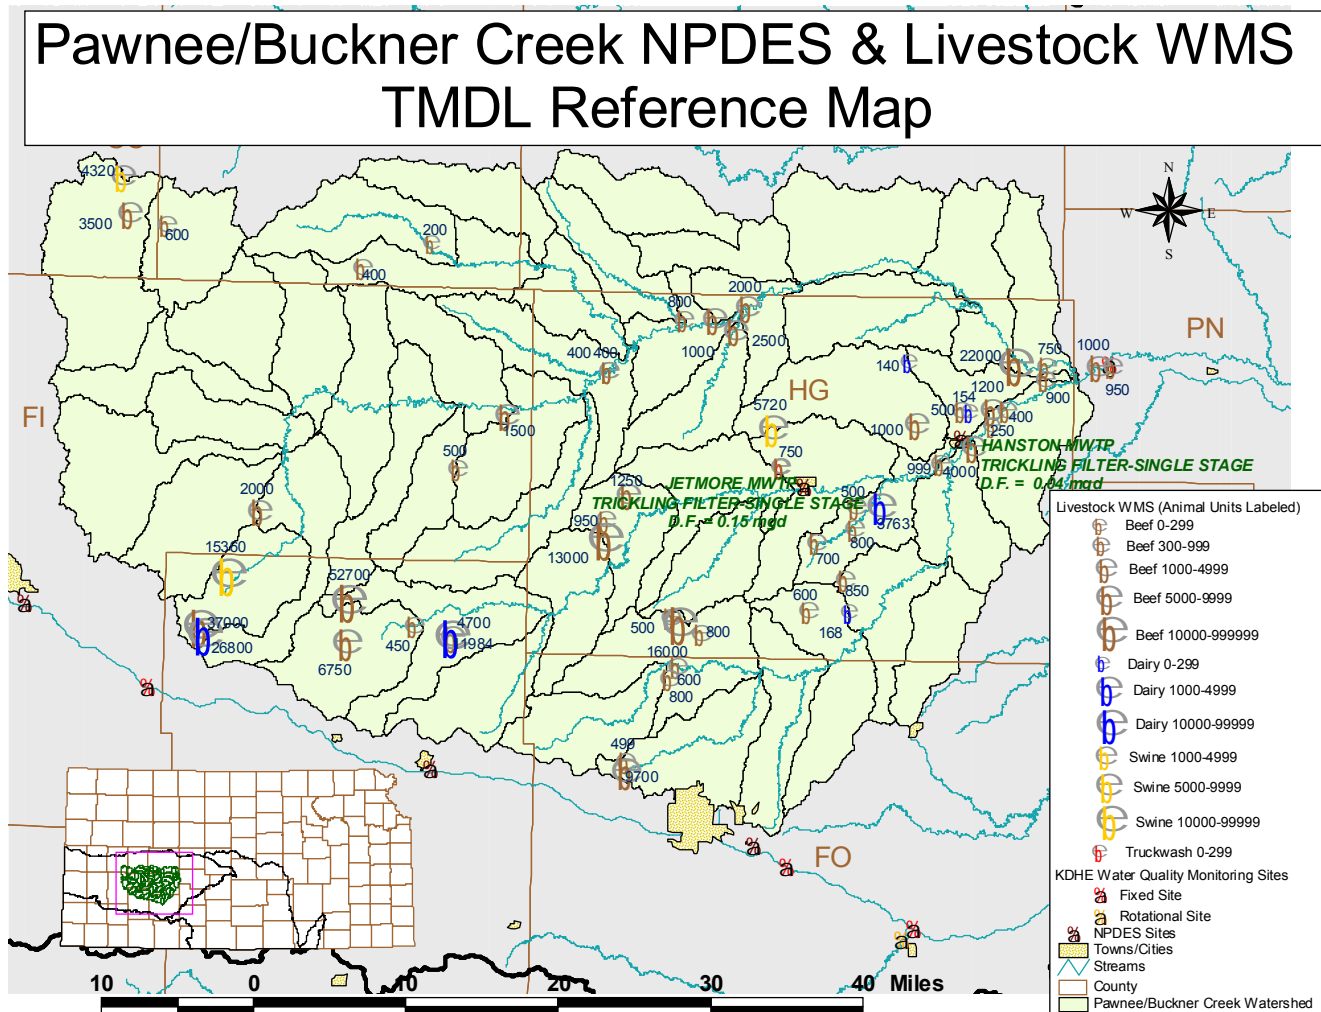 Pawnee/Buckner Creek NPDES & Livestock WMS
TMDL Reference Map
N
W E
S
4320
3500
600
200
400
800
2000
1000
2500
400 400
140
22000
750
1000
950
900
PN
HG
FI
FO
5720
1200
154
500
400
250
1000
1500
500
999
4000
750
HANSTON MWTP
TRICKLING FILTER-SINGLE STAGE
D.F. = 0.04 mgd
JETMORE MWTP
TRICKLING FILTER-SINGLE STAGE
D.F. = 0.15 mgd
1250
950
13000
2000
15360
500
3763
800
700
850
600
168
52700
37000
26800
6750
450
4700
1984
500
16000
800
600
800
499
9700
Livestock WMS (Animal Units Labeled)
Beef 0-299
Beef 300-999
Beef 1000-4999
Beef 5000-9999
Beef 10000-999999
Dairy 0-299
Dairy 1000-4999
Dairy 10000-99999
Swine 1000-4999
Swine 5000-9999
Swine 10000-99999
Truckwash 0-299
KDHE Water Quality Monitoring Sites
Fixed Site
Rotational Site
NPDES Sites
Towns/Cities
Streams
County
Pawnee/Buckner Creek Watershed
10 0 10 20 30 40 Miles